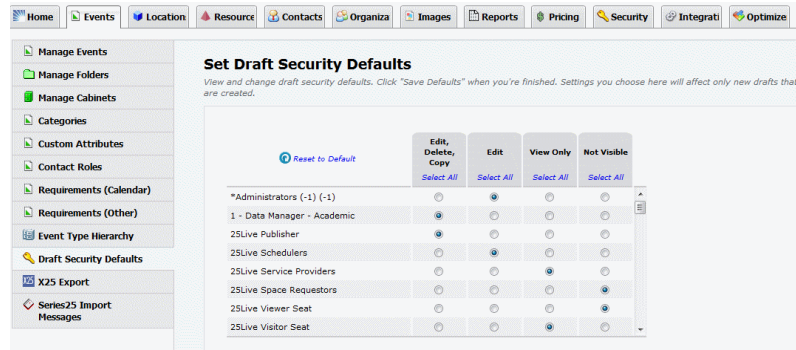 Home Events Location Resource Contacts Organiza Images Reports Pricing Security Integrati Optimize
Manage Events
Manage Folders
Manage Cabinets
Categories
Custom Attributes
Contact Roles
Requirements (Calendar)
Requirements (Other)
Event Type Hierarchy
Draft Security Defaults
X25 Export
Series25 Import
Messages
Set Draft Security Defaults
View and change draft security defaults. Click "Save Defaults" when you're finished. Settings you choose here will affect only new drafts that
are created.
Reset to Default
Edit,
Delete,
Copy
Select All
Edit
Select All
View Only
Select All
Not Visible
Select All
*Administrators (-1) (-1)
1 - Data Manager - Academic
25Live Publisher
25Live Schedulers
25Live Service Providers
25Live Space Requestors
25Live Viewer Seat
25Live Visitor Seat